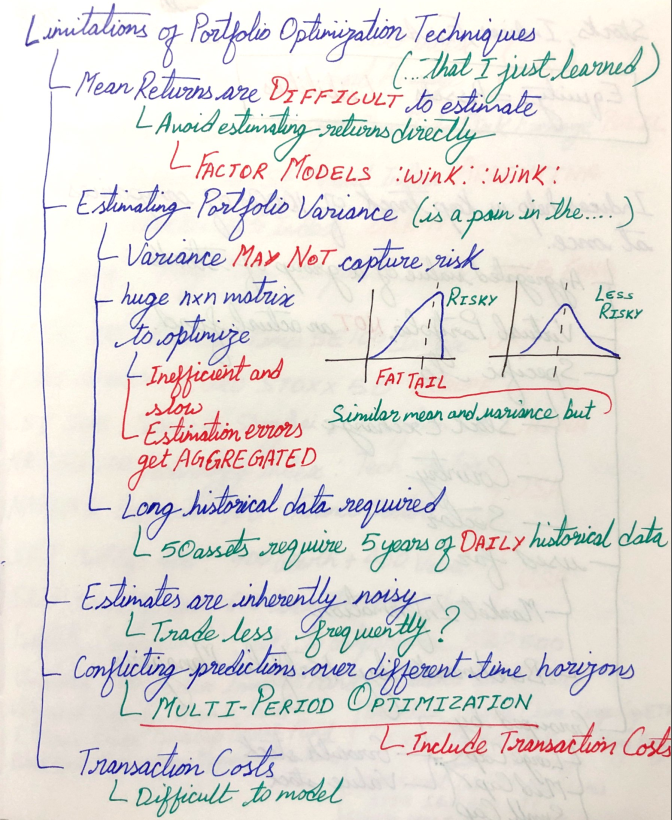 Limitations of Portfolio Optimization Techniques
(...that I just learned)
Mean Returns are DIFFICULT to estimate
Avoid estimating returns directly
FACTOR MODELS :WINK: :WINK:
Estimating Portfolio Variance (is a pain in the....)
Variance MAY NOT capture risk
huge nxn matrix
to optimize
RISKY
LESS
RISKY
FAT TAIL
Similar mean and variance but
Inefficient and
slow
Estimation errors
get AGGREGATED
Long historical data required
50 assets require 5 years of DAILY historical data
Estimates are inherently noisy
Trade less frequently?
Conflicting predictions over different time horizons
MULTI-PERIOD OPTIMIZATION
Include Transaction Costs
Transaction Costs
Difficult to model